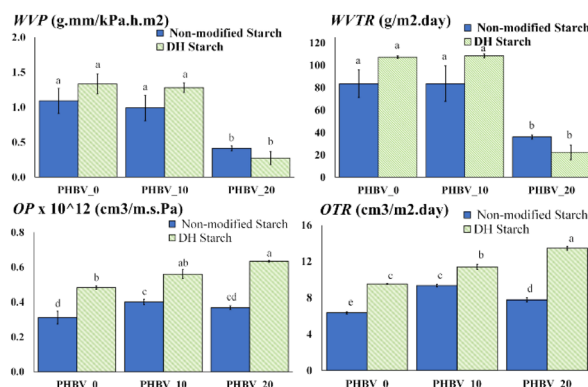 WVP (g.mm/kPa.h.m2)
Non-modified Starch
DH Starch
2.0
1.5
1.0
0.5
0.0
a
a
a
a
b
b
PHBV_0
PHBV_10
PHBV_20
WVTR (g/m2.day)
Non-modified Starch
DH Starch
120
100
80
60
40
20
0
a
a
a
a
b
b
PHBV_0
PHBV_10
PHBV_20
OP x 10^12 (cm3/m.s.Pa)
Non-modified Starch
DH Starch
0.8
0.6
0.4
0.2
0.0
d
b
c
ab
cd
a
PHBV_0
PHBV_10
PHBV_20
OTR (cm3/m2.day)
Non-modified Starch
DH Starch
16
12
8
4
0
e
c
c
b
d
a
PHBV_0
PHBV_10
PHBV_20